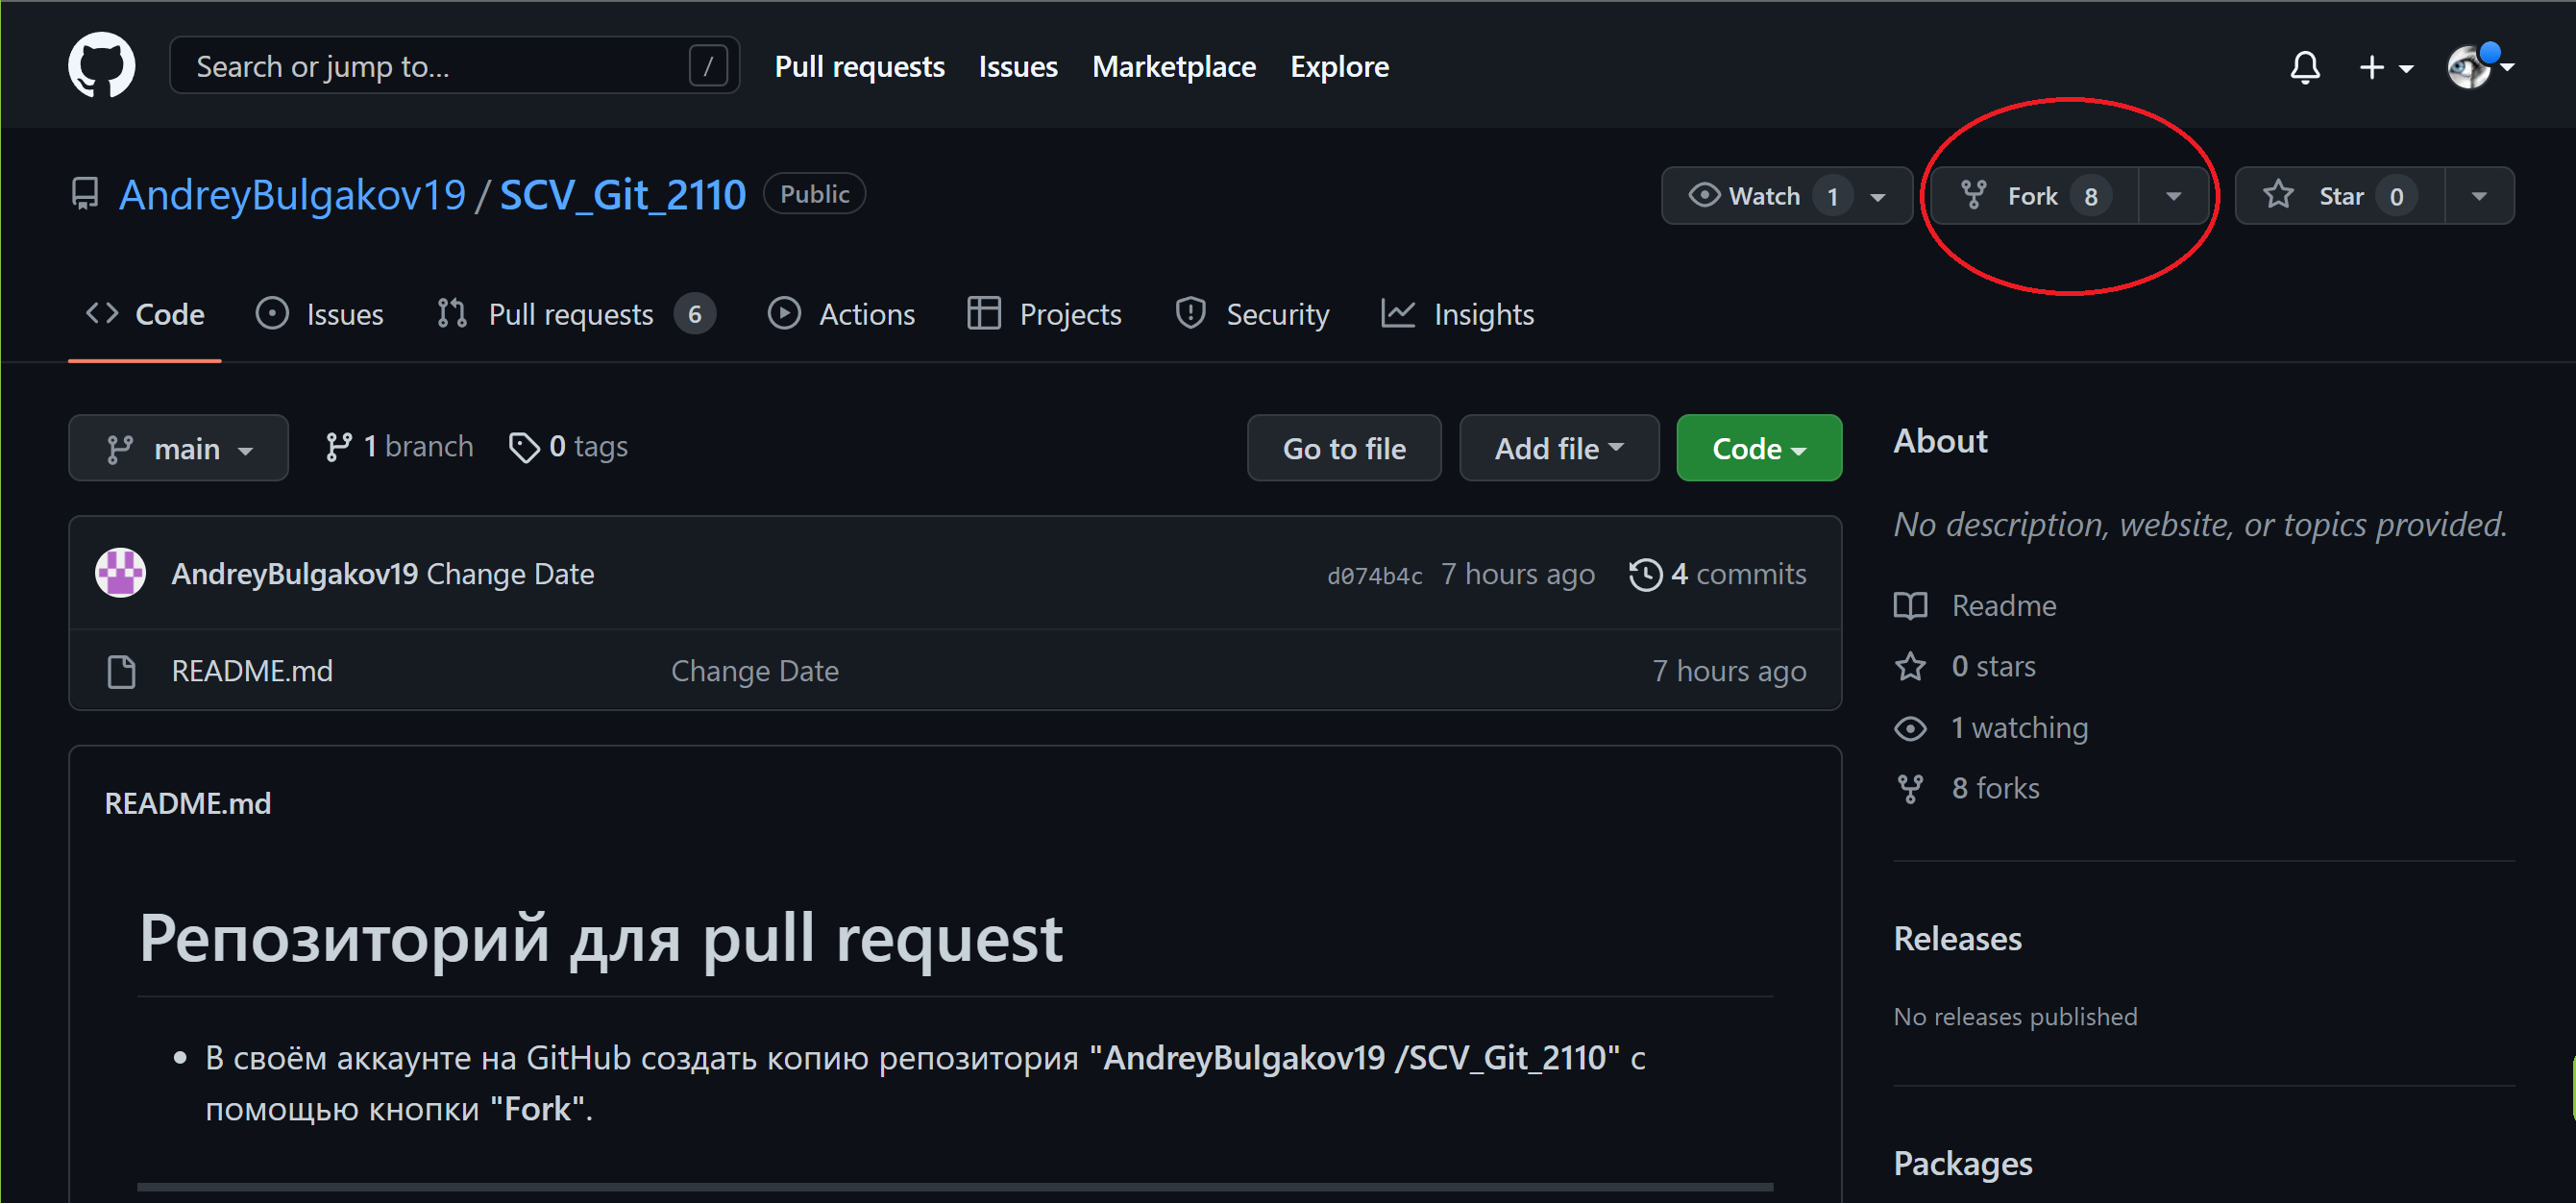 Search or jump to... /
Pull requests Issues Marketplace Explore
AndreyBulgakov19 / SCV_Git_2110 Public
Watch 1 Fork 8 Star 0
Code Issues Pull requests 6 Actions Projects Security Insights
main 1 branch 0 tags Go to file Add file Code
AndreyBulgakov19 Change Date d074b4c 7 hours ago 4 commits
README.md Change Date 7 hours ago
README.md
Репозиторий для pull request
• В своём аккаунте на GitHub создать копию репозитория "AndreyBulgakov19 /SCV_Git_2110" с
помощью кнопки "Fork".
About
No description, website, or topics provided.
Readme
0 stars
1 watching
8 forks
Releases
No releases published
Packages